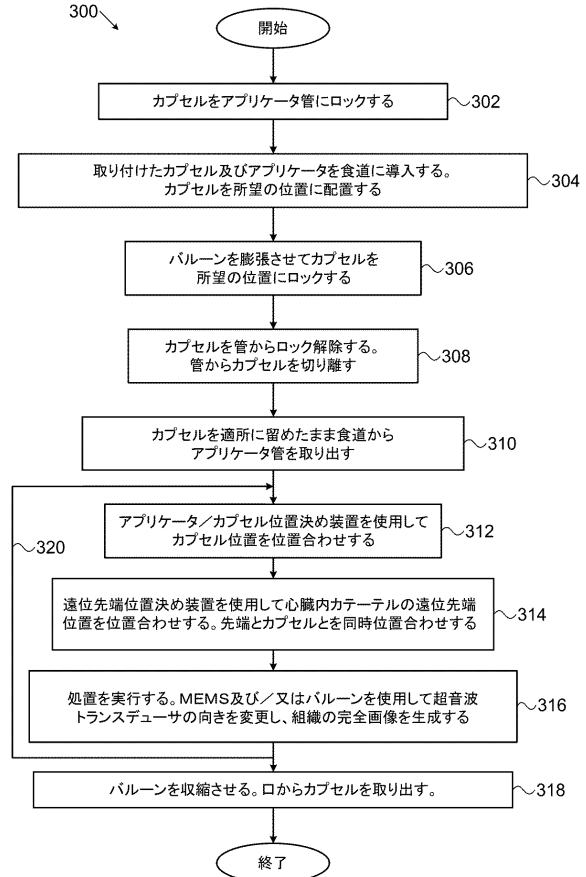 300
開始
カプセルをアプリケータ管にロックする
302
取り付けたカプセル及びアプリケータを食道に導入する。
カプセルを所望の位置に配置する
304
バルーンを膨張させてカプセルを
所望の位置にロックする
306
カプセルを管からロック解除する。
管からカプセルを切り離す
308
カプセルを適所に留めたまま食道から
アプリケータ管を取り出す
310
アプリケータ/カプセル位置決め装置を使用して
カプセル位置を位置合わせする
312
320
遠位先端位置決め装置を使用して心臓内カテーテルの遠位先端
位置を位置合わせする。先端とカプセルとを同時位置合わせする
314
処置を実行する。MEMS及び/又はバルーンを使用して超音波
トランスデューサの向きを変更し、組織の完全画像を生成する
316
バルーンを収縮させる。口からカプセルを取り出す。
318
終了